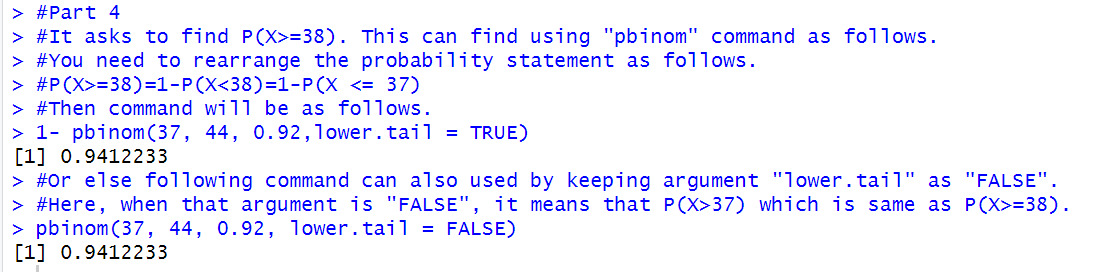 > #Part 4
> #It asks to find P(X>=38). This can find using "pbinom" command as follows.
> #You need to rearrange the probability statement as follows.
> #P(X>=38)=1-P(X<38)=1-P(X <= 37)
> #Then command will be as follows.
> 1- pbinom(37, 44, 0.92,lower.tail = TRUE)
[1] 0.9412233
> #Or else following command can also used by keeping argument "lower.tail" as "FALSE".
> #Here, when that argument is "FALSE", it means that P(X>37) which is same as P(X>=38).
> pbinom(37, 44, 0.92, lower.tail = FALSE)
[1] 0.9412233